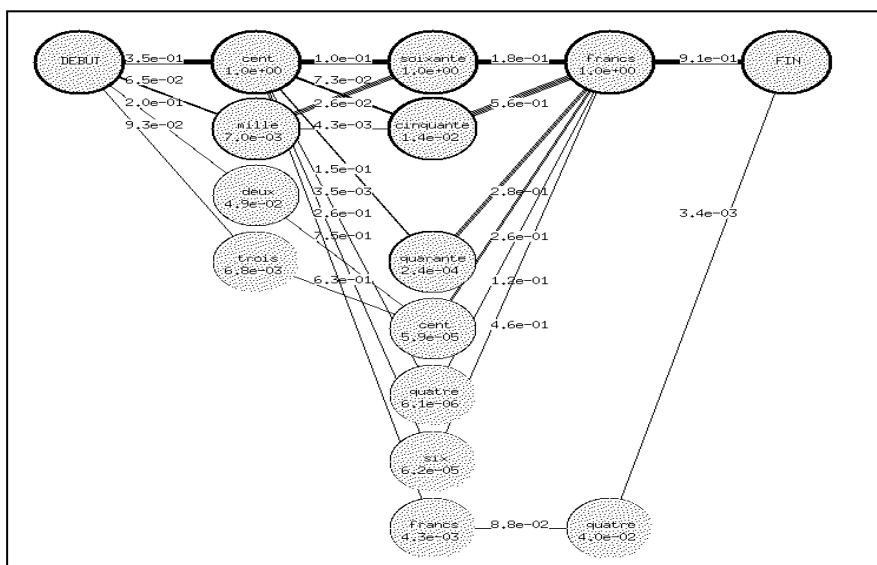 DEBUT 3.5e-01 cent 1.0e-01 soixante 1.8e-01 francs 9.1e-01 FIN
1.0e+00 1.0e+00 1.0e+00
6.5e-02 7.3e-02
2.0e-01 2.6e-02 5.6e-01
mille 4.3e-03 cinquante
9.3e-02
7.0e-03 1.4e-02
1.5e-01
deux 3.5e-03 2.8e-01
4.9e-02
2.6e-01 3.4e-03
7.5e-01 2.6e-01
trois quarante
6.8e-03 6.3e-01 2.4e-04 1.2e-01
cent 4.6e-01
5.9e-05
quatre
6.1e-06
six
6.2e-05
francs 8.8e-02 quatre
4.3e-03 4.0e-02